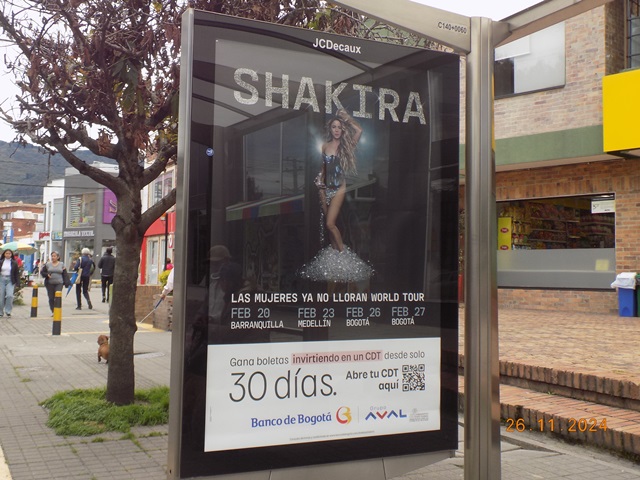 C140+0060
JCDecaux
SHAKIRA
LAS MUJERES YA NO LLORAN WORLD TOUR
FEB 20 FEB 23 FEB 26 FEB 27
BARRANQUILLA MEDELLÍN BOGOTÁ BOGOTÁ
Gana boletas invirtiendo en un CDT desde solo
30 días.
Abre tu CDT
aquí
Banco de Bogotá
AVAL
26.11.2024